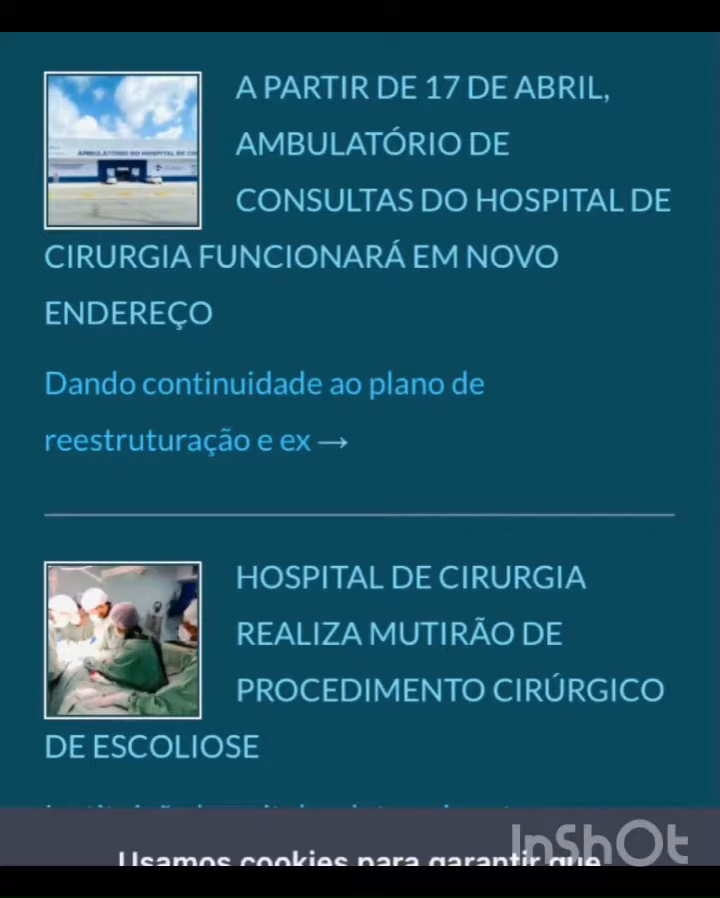 A PARTIR DE 17 DE ABRIL,
AMBULATÓRIO DE
CONSULTAS DO HOSPITAL DE
CIRURGIA FUNCIONARÁ EM NOVO
ENDEREÇO
Dando continuidade ao plano de
reestruturação e ex →
HOSPITAL DE CIRURGIA
REALIZA MUTIRÃO DE
PROCEDIMENTO CIRÚRGICO
DE ESCOLIOSE
Usamos cookies para garantir que
InShOt